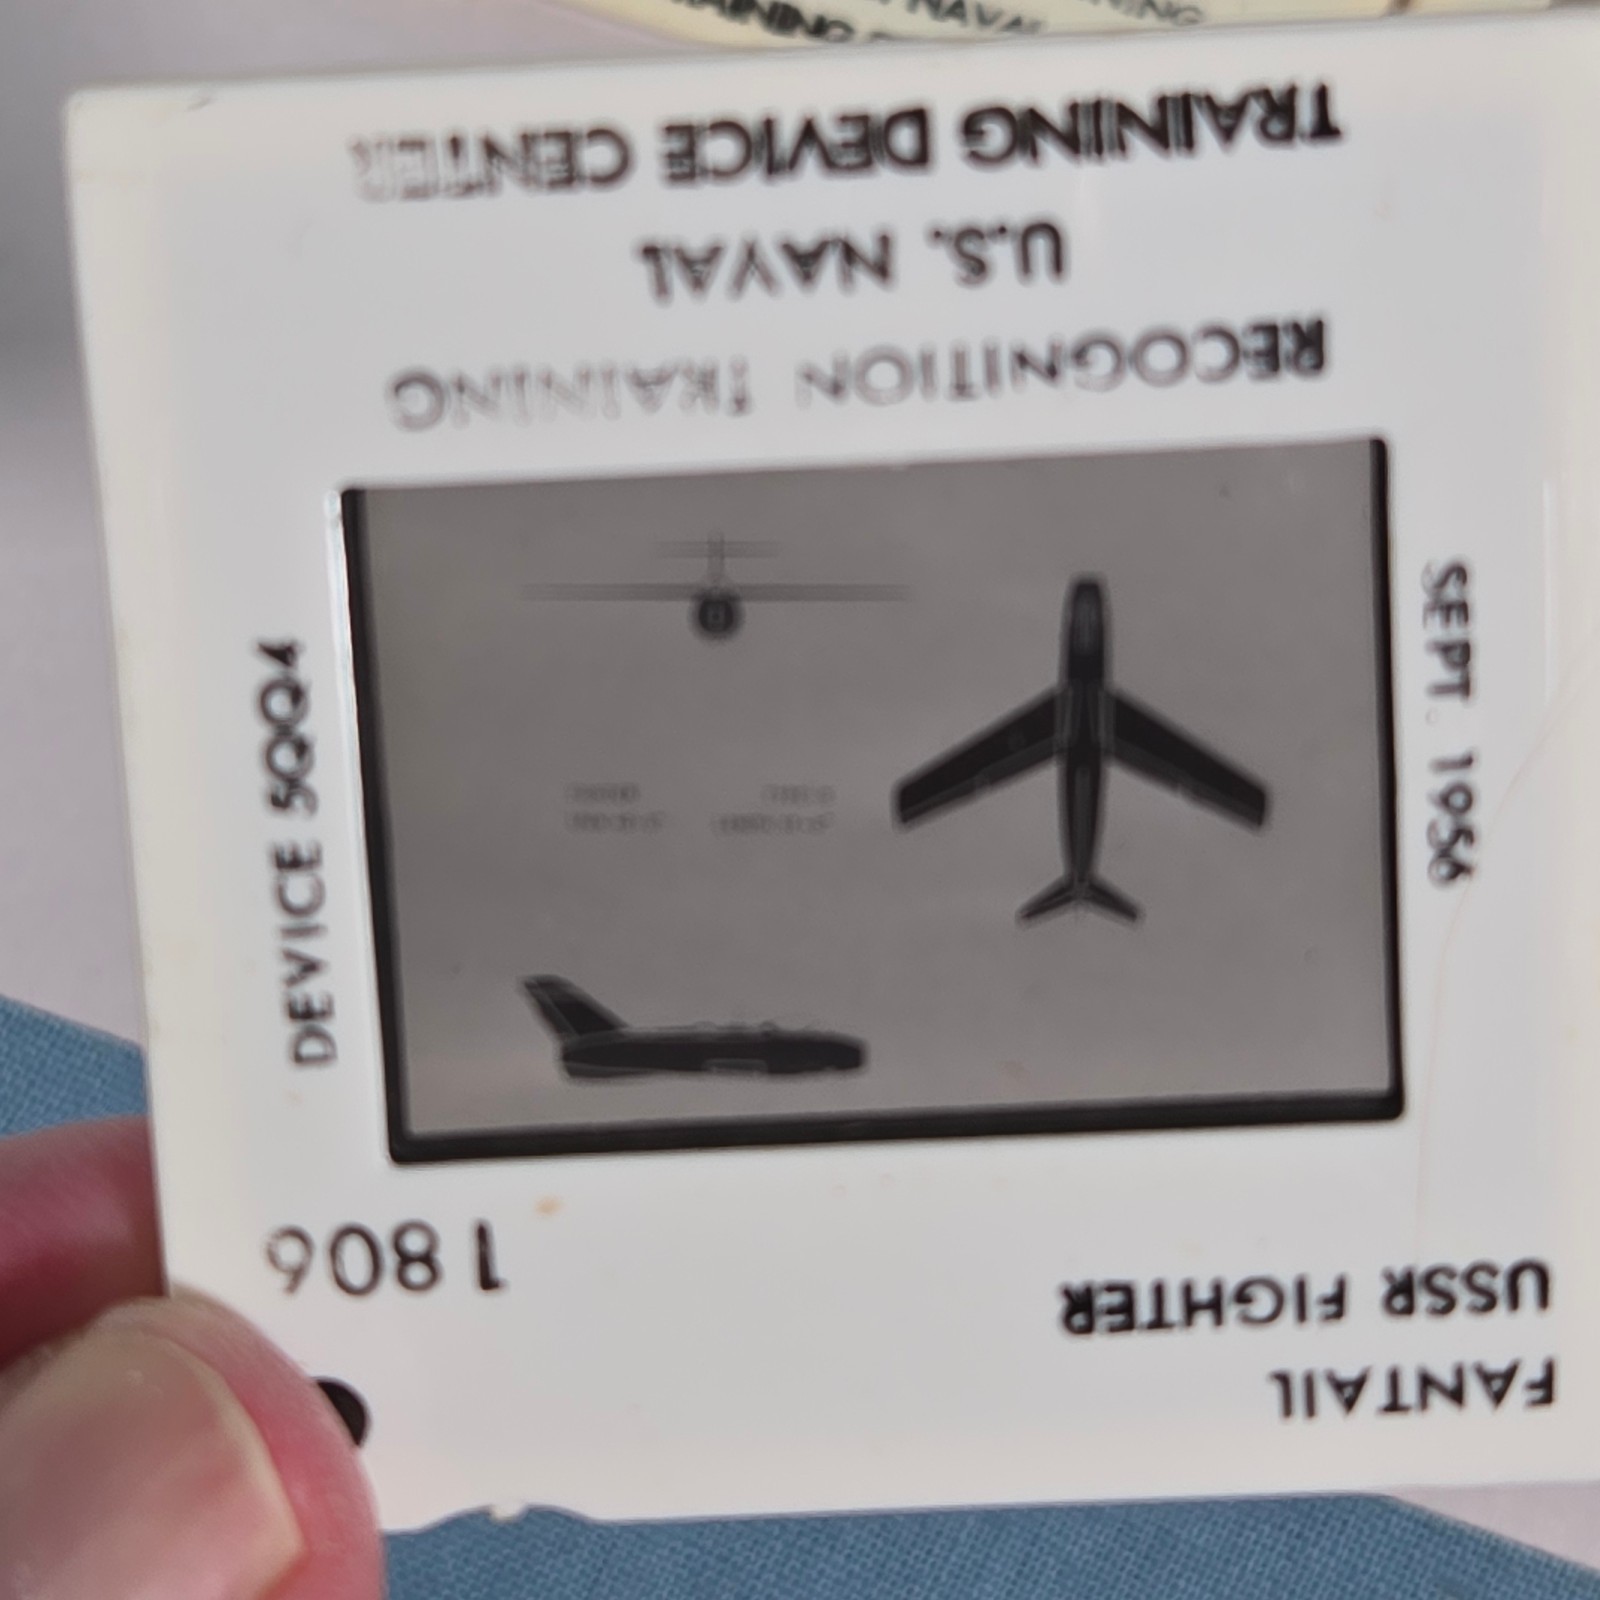 FANTAIL
USSR FIGHTER
1806
SEPT. 1956
DEVICE 5QQ4
RECOGNITION TRAINING
U.S. NAVAL
TRAINING DEVICE CENTER